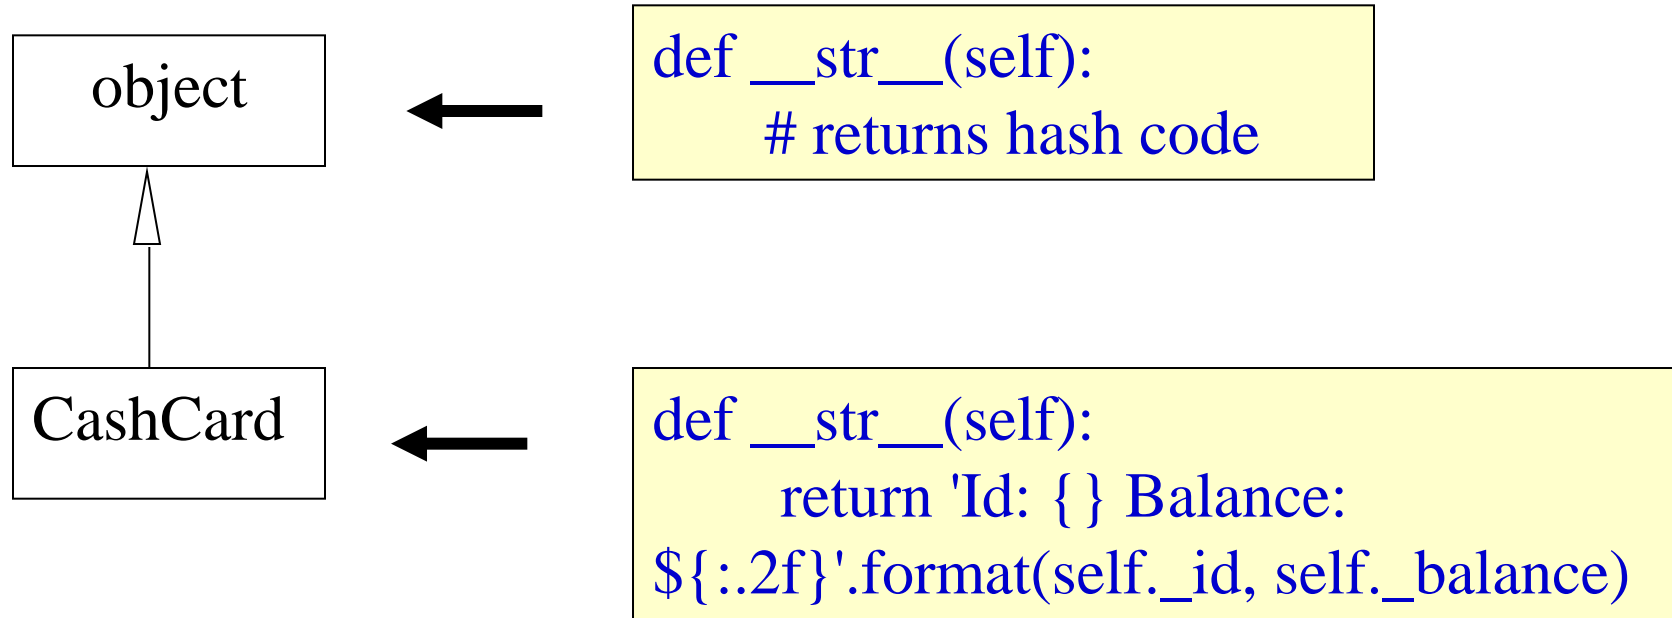 object
def __str__(self):
# returns hash code
CashCard
def __str__(self):
return 'Id: {} Balance:
${:.2f}'.format(self._id, self._balance)